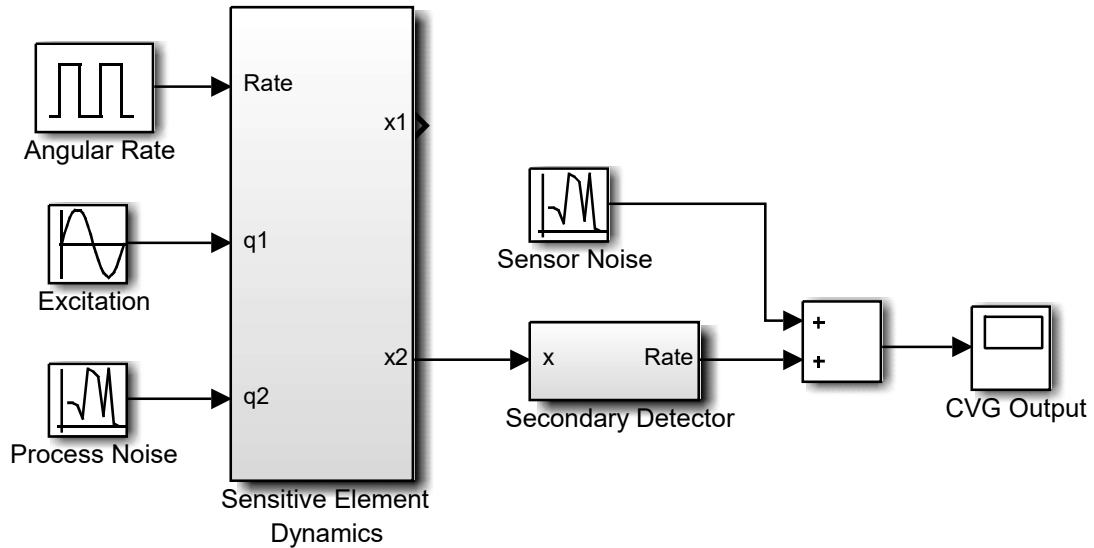 Rate
x1
Angular Rate
q1
Excitation
Sensor Noise
+
x2
x
Rate
+
q2
CVG Output
Secondary Detector
Process Noise
Sensitive Element
Dynamics